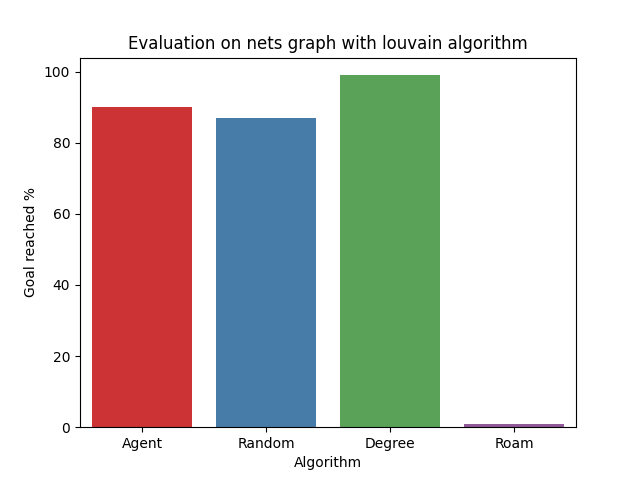 Evaluation on nets graph with louvain algorithm
Goal reached %
100
80
60
40
20
0
Agent
Random
Degree
Roam
Algorithm